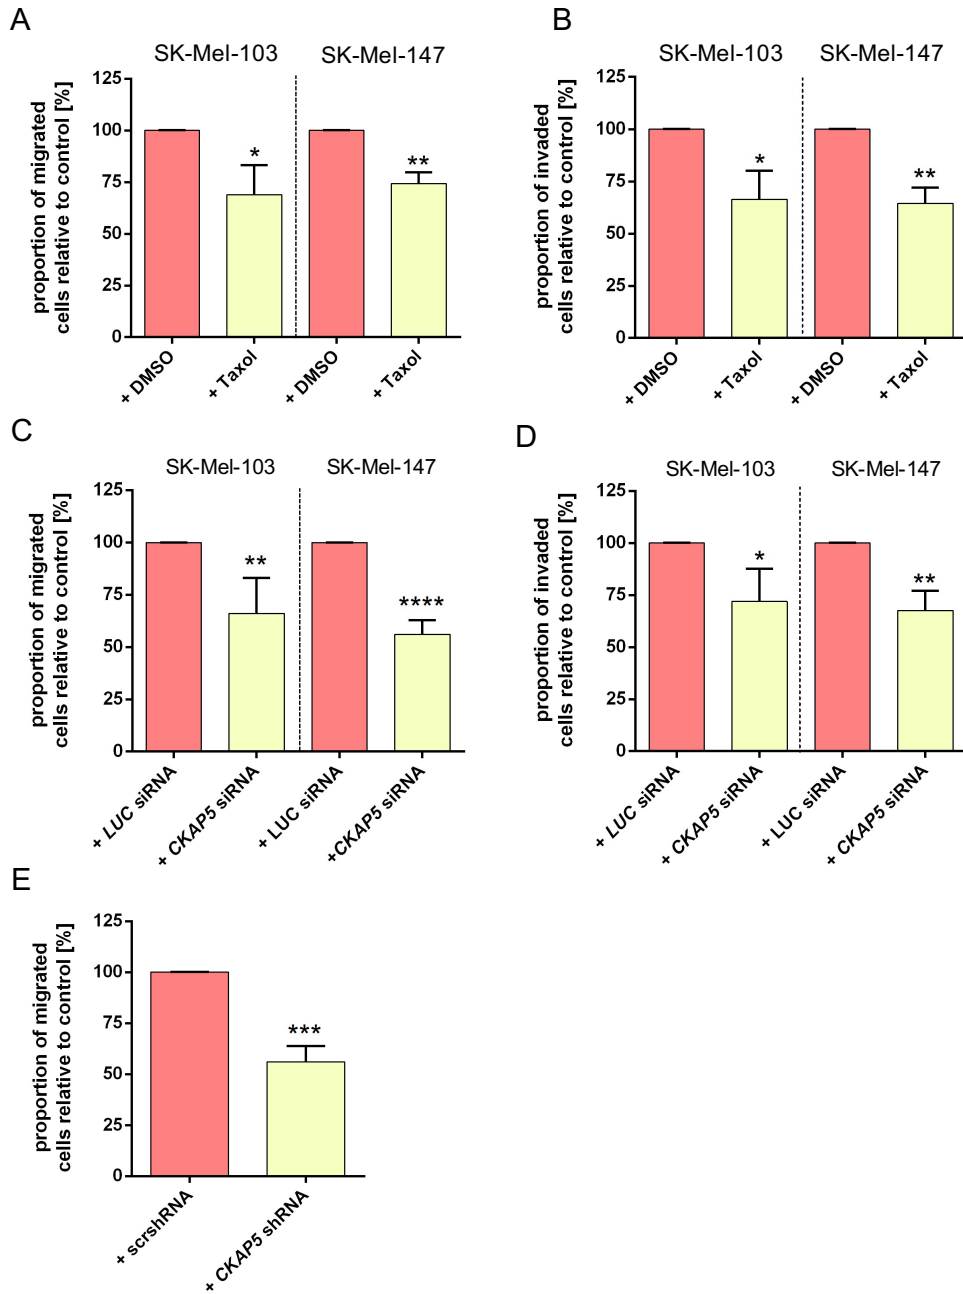 A
SK-Mel-103 SK-Mel-147
proportion of migrated
cells relative to control [%]
125
100
75
50
25
0
* **
+ DMSO
+ Taxol
+ DMSO
+ Taxol
B
SK-Mel-103 SK-Mel-147
proportion of invaded
cells relative to control [%]
125
100
75
50
25
0
* **
+ DMSO
+ Taxol
+ DMSO
+ Taxol
C
SK-Mel-103 SK-Mel-147
proportion of migrated
cells relative to control [%]
125
100
75
50
25
0
** ****
+ LUC siRNA
+ CKAP5 siRNA
+ LUC siRNA
+CKAP5 siRNA
D
SK-Mel-103 SK-Mel-147
proportion of invaded
cells relative to control [%]
125
100
75
50
25
0
* **
+ LUC siRNA
+ CKAP5 siRNA
+ LUC siRNA
+ CKAP5 siRNA
E
proportion of migrated
cells relative to control [%]
125
100
75
50
25
0
***
+ scrshRNA
+ CKAP5 shRNA